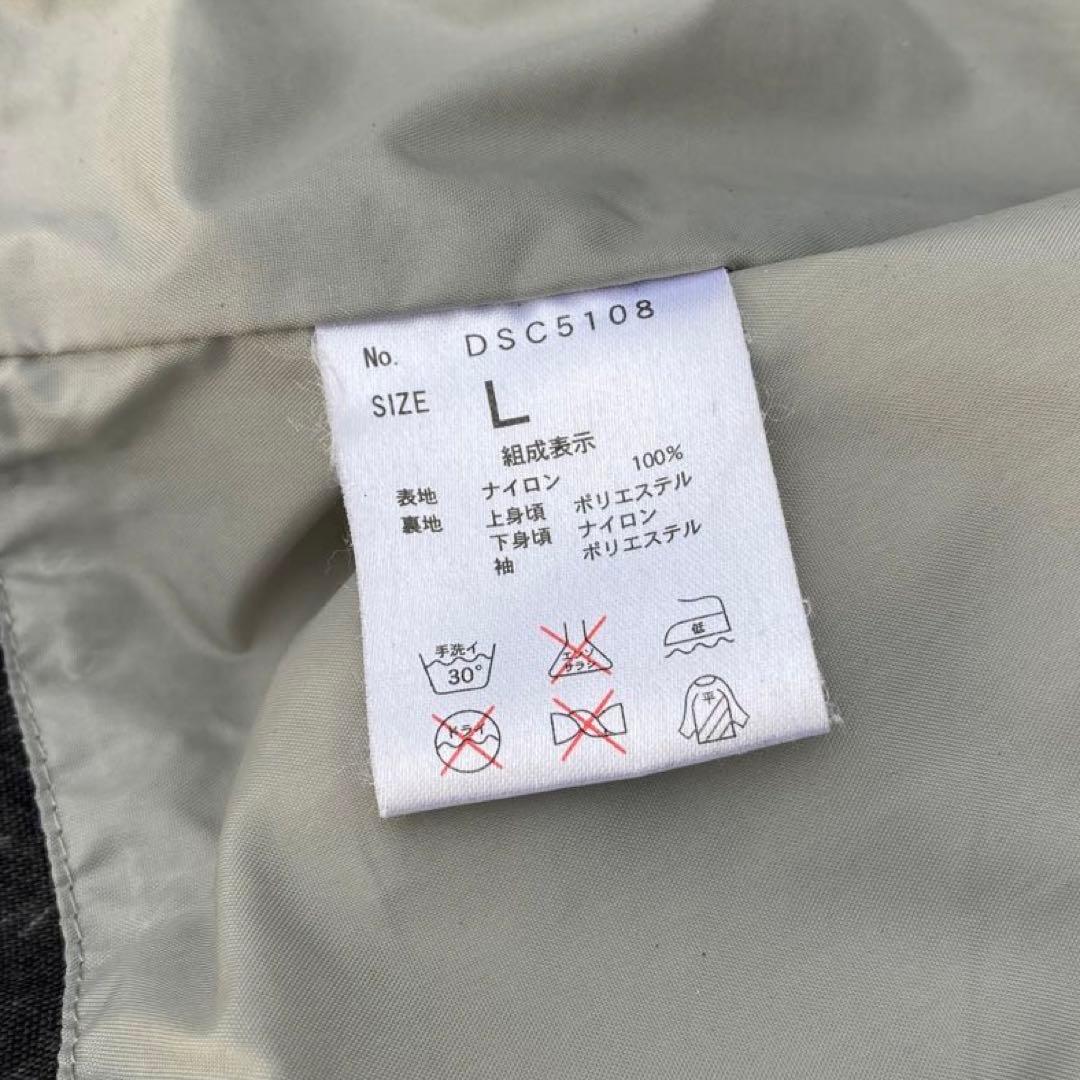 No. DSC5108
SIZE L
組成表示
表地 ナイロン 100%
裏地 上身頃 ポリエステル
下身頃 ナイロン
袖 ポリエステル
手洗イ
30°
エンソ
サラシ
低
ドライ
平